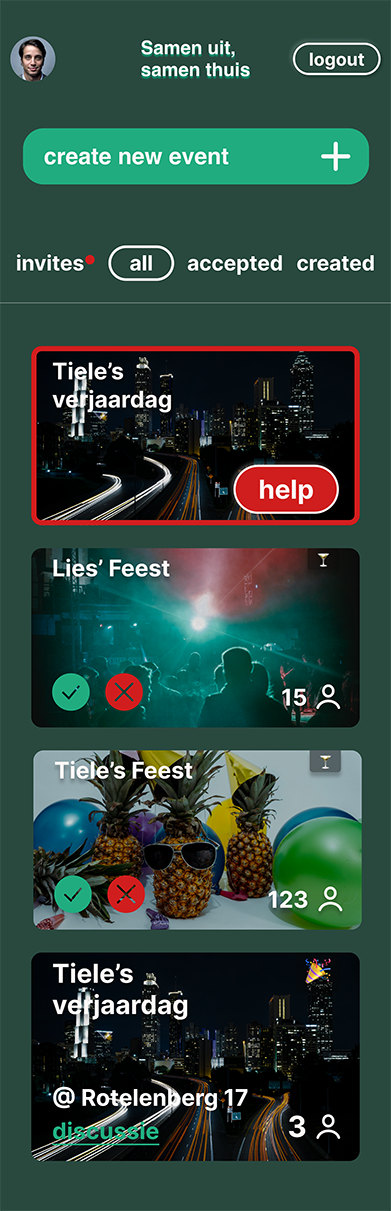 Samen uit,
samen thuis
logout
create new event
invites
all
accepted
created
Tiele’s
verjaardag
help
Lies’ Feest
15
Tiele’s Feest
123
Tiele’s
verjaardag
@ Rotelenberg 17
discussie
3